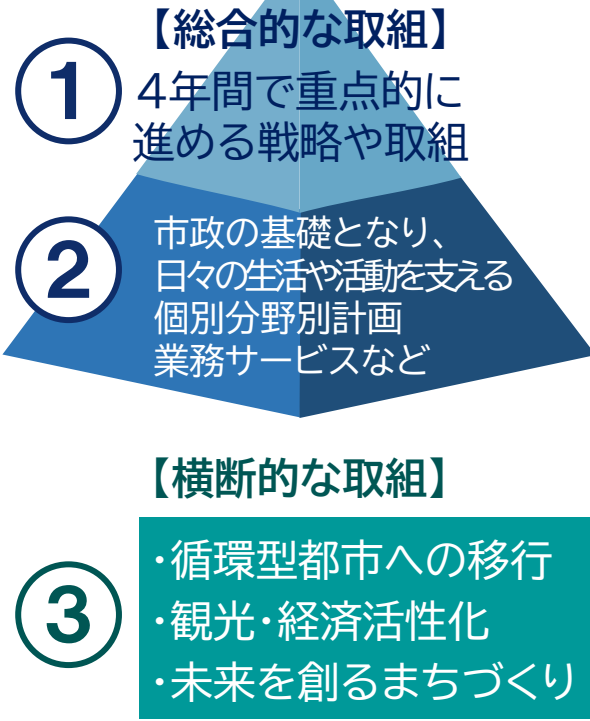 【総合的な取組】
①
4年間で重点的に
進める戦略や取組
②
市政の基礎となり、
日々の生活や活動を支える
個別分野別計画
業務サービスなど
【横断的な取組】
③
・循環型都市への移行
・観光・経済活性化
・未来を創るまちづくり